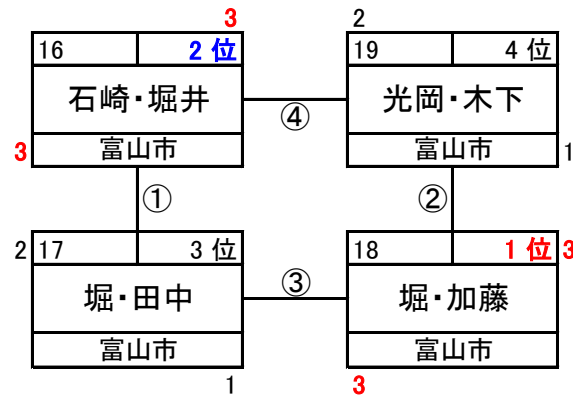 3 2
16 2 位 19 4 位
石崎・堀井 光岡・木下
④
3 富山市 富山市 1
① ②
2 17 3 位 18 1 位 3
堀・田中 ③ 堀・加藤
富山市 富山市
1 3